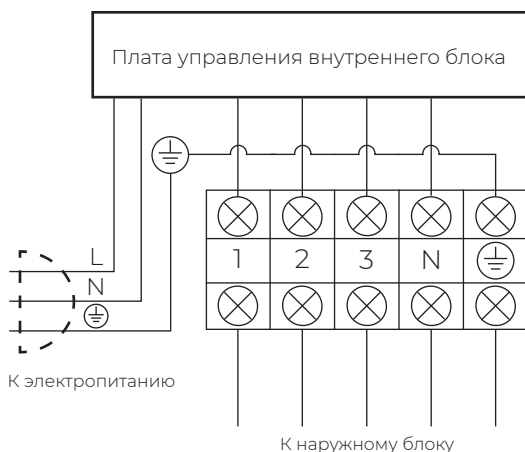 Плата управления внутреннего блока
L
1 2 3 N
N
К электропитанию
К наружному блоку